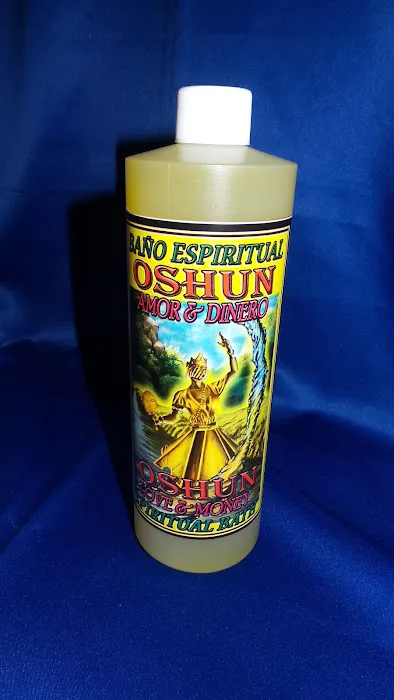 BAÑO ESPIRITUAL
OSHUN
AMOR & DINERO
OSHUN
LOVE & MONEY
SPIRITUAL BATH